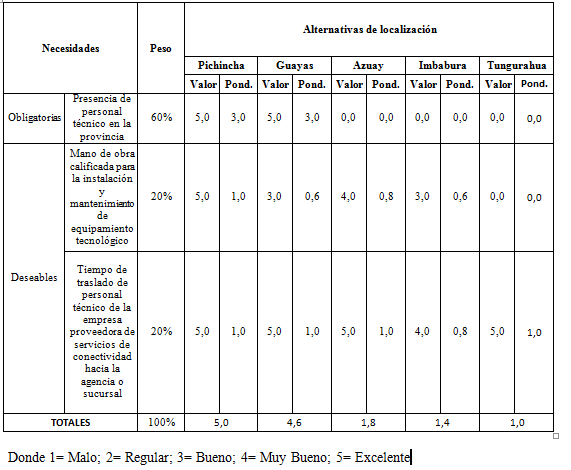 Necesidades Peso Alternativas de localización
Pichincha Guayas Azuay Imbabura Tungurahua
Valor Pond. Valor Pond. Valor Pond. Valor Pond. Valor Pond.
Obligatorias
Presencia de
personal
técnico en la
provincia
60% 5,0 3,0 5,0 3,0 0,0 0,0 0,0 0,0 0,0 0,0
Deseables
Mano de obra
calificada para
la instalación
y
mantenimiento
de
equipamiento
tecnológico
20% 5,0 1,0 3,0 0,6 4,0 0,8 3,0 0,6 0,0 0,0
Tiempo de
traslado de
personal
técnico de la
empresa
proveedora de
servicios de
conectividad
hacia la
agencia o
sucursal
20% 5,0 1,0 5,0 1,0 5,0 1,0 4,0 0,8 5,0 1,0
TOTALES 100% 5,0 4,6 1,8 1,4 1,0
Donde 1= Malo; 2= Regular; 3= Bueno; 4= Muy Bueno; 5= Excelente